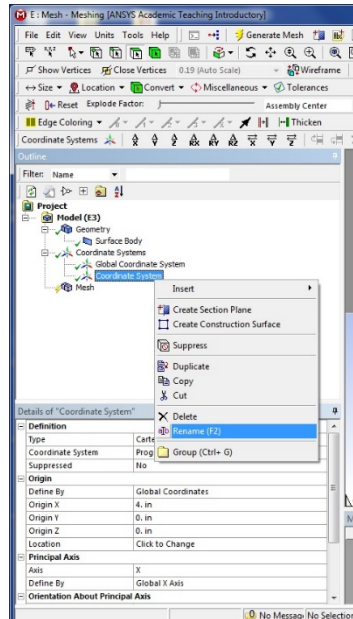 E : Mesh - Meshing [ANSYS Academic Teaching Introductory]
File Edit View Units Tools Help Generate Mesh
Show Vertices Close Vertices 0.19 (Auto Scale) Wireframe
Size Location Convert Miscellaneous Tolerances
Reset Explode Factor: Assembly Center
Edge Coloring Thicken
Coordinate Systems
Outline
Filter: Name
Project
Model (E3)
Geometry
Surface Body
Coordinate Systems
Global Coordinate System
Coordinate System
Mesh
Insert
Create Section Plane
Create Construction Surface
Suppress
Duplicate
Copy
Cut
Delete
Rename (F2)
Group (Ctrl+ G)
Details of "Coordinate System"
Definition
Type Carte
Coordinate System Prog
Suppressed No
Origin
Define By Global Coordinates
Origin X 4. in
Origin Y 0. in
Origin Z 0. in
Location Click to Change
Principal Axis
Axis X
Define By Global X Axis
Orientation About Principal Axis
No Messag No Selection